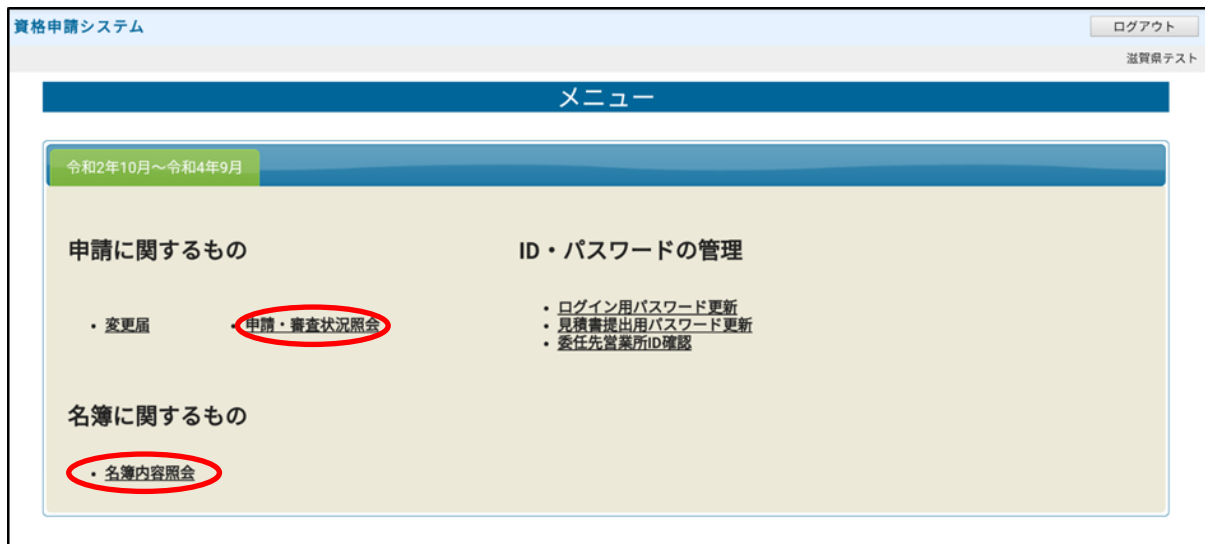 資格申請システム
ログアウト
滋賀県テスト
メニュー
令和2年10月～令和4年9月
申請に関するもの
・変更届
・申請・審査状況照会
ID・パスワードの管理
・ログイン用パスワード更新
・見積書提出用パスワード更新
・委任先営業所ID確認
名簿に関するもの
・名簿内容照会